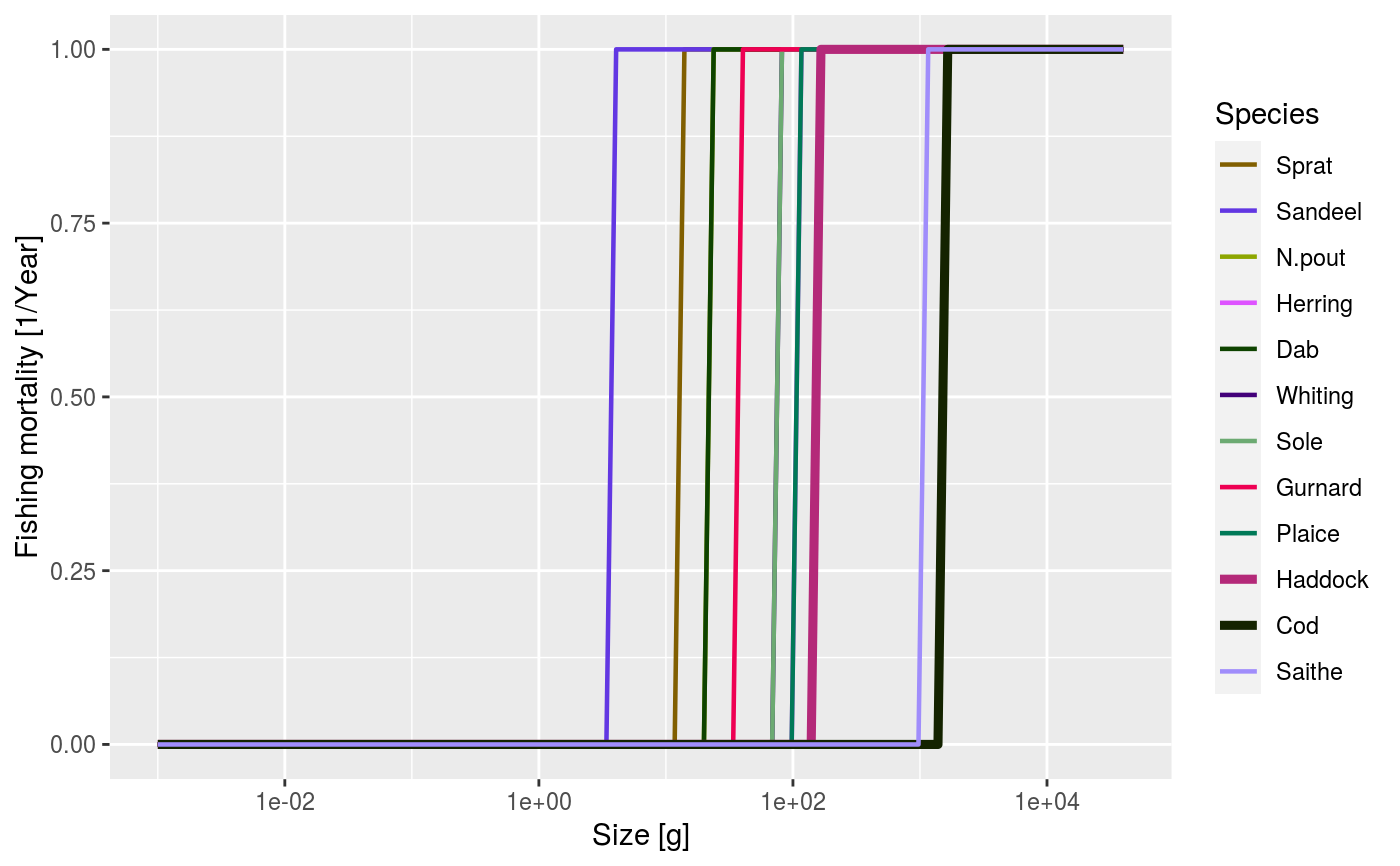 1.00
0.75
0.50
0.25
0.00
Fishing mortality [1/Year]
1e-02 1e+00 1e+02 1e+04
Size [g]
Species
Sprat
Sandeel
N.pout
Herring
Dab
Whiting
Sole
Gurnard
Plaice
Haddock
Cod
Saithe